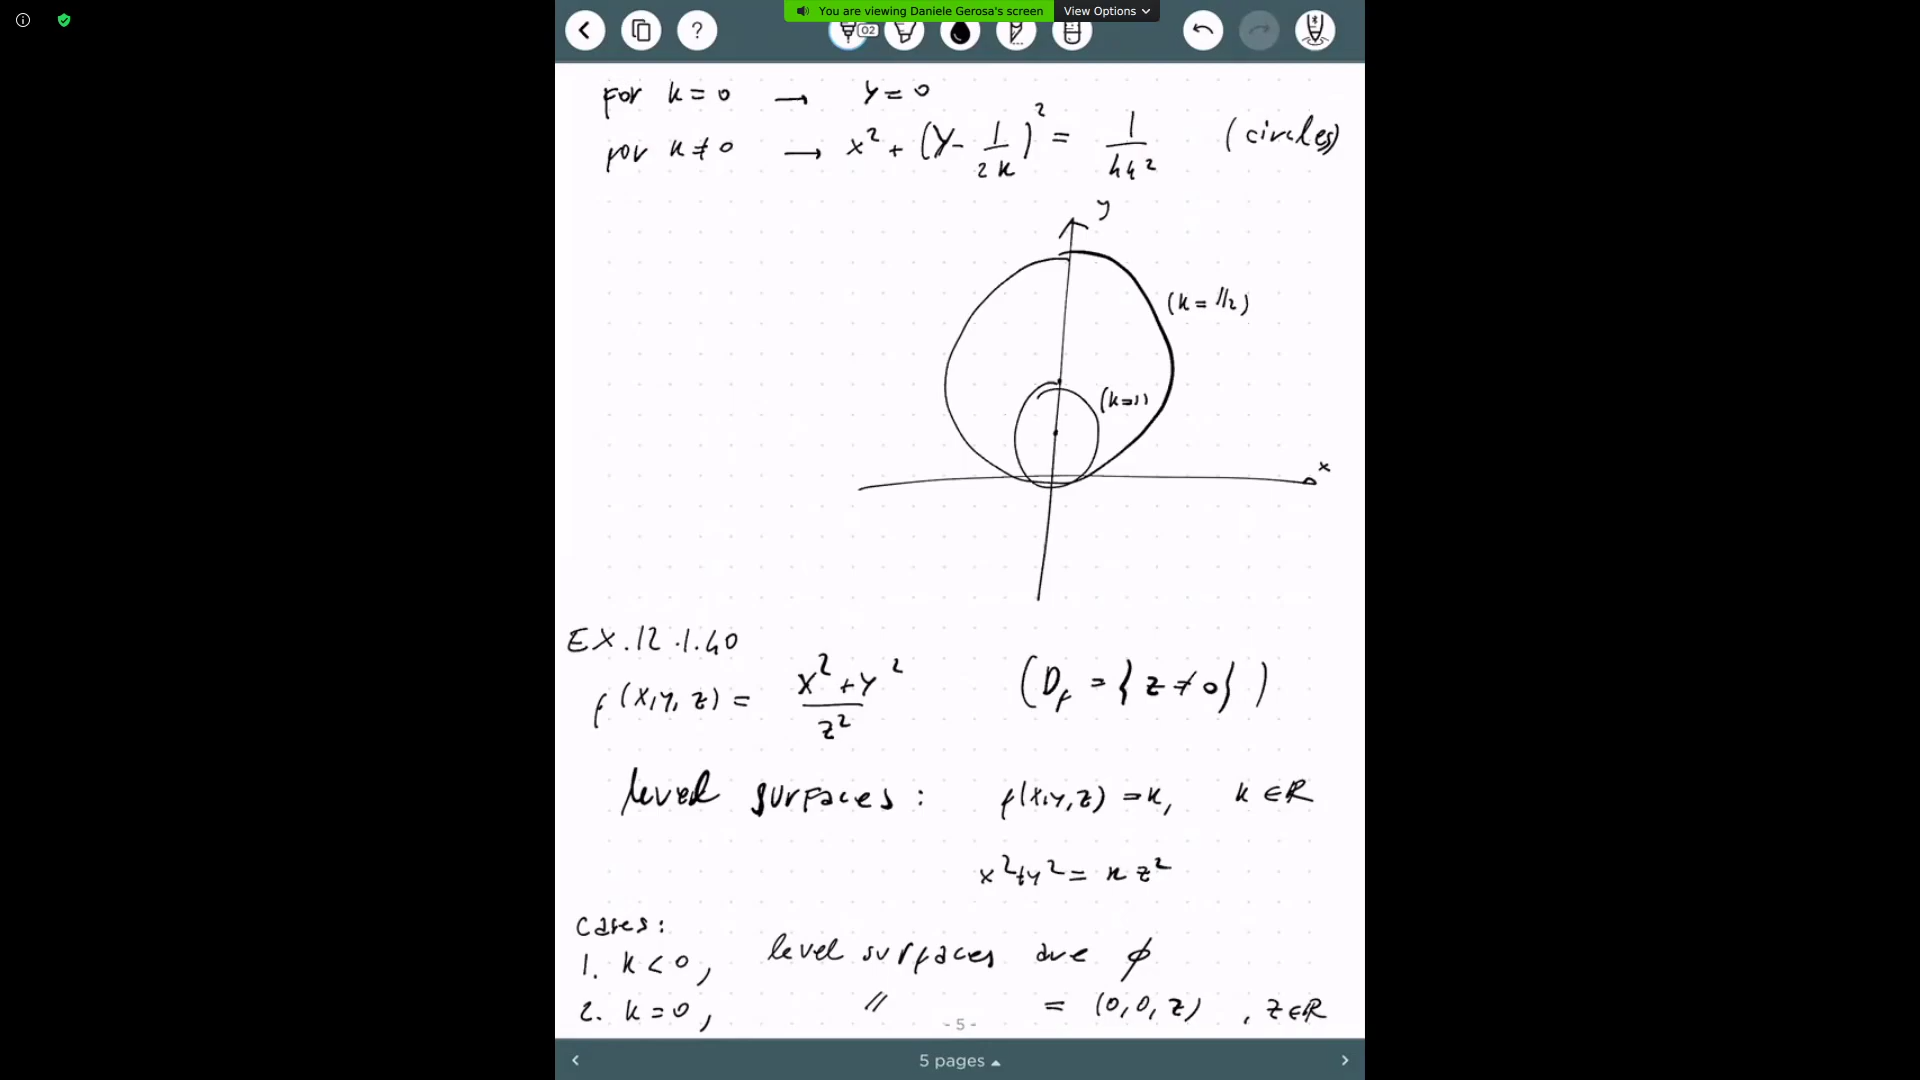 You are viewing Daniele Gerosa's screen View Options
02
?
For k = 0 → y = 0
for k ≠ 0 → x² + (y - 1/2k)² = 1/4k² (circles)
y
(k = 1/2)
(k=1)
x
EX. 12.1.40
f(x,y,z) = x²+y²/z² (D_f = {z ≠ 0})
level surfaces: f(x,y,z) = k, k ∈ ℝ
x²+y² = k z²
cases:
1. k < 0, level surfaces are ∅
2. k = 0, // = (0,0,z), z∈ℝ
- 5 -
5 pages